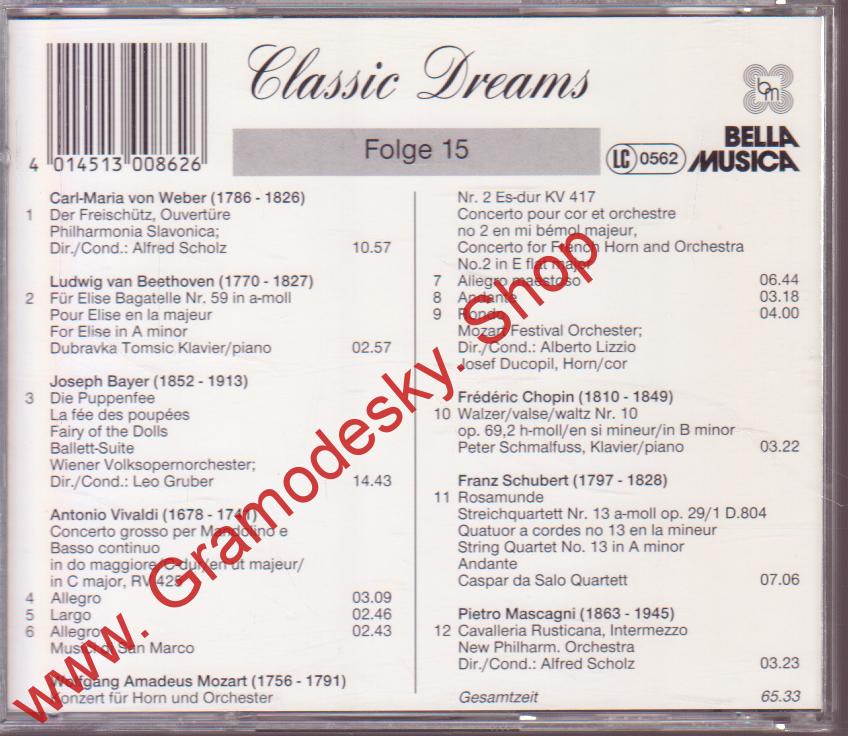 Classic Dreams
bm
Folge 15
LC 0562
BELLA
MUSICA
4 014513 008626
Carl-Maria von Weber (1786 - 1826)
1 Der Freischütz, Ouvertüre
Philharmonia Slavonica;
Dir./Cond.: Alfred Scholz 10.57
Ludwig van Beethoven (1770 - 1827)
2 Für Elise Bagatelle Nr. 59 in a-moll
Pour Elise en la majeur
For Elise in A minor
Dubravka Tomsic Klavier/piano 02.57
Joseph Bayer (1852 - 1913)
3 Die Puppenfee
La fée des poupées
Fairy of the Dolls
Ballett-Suite
Wiener Volksopernorchester;
Dir./Cond.: Leo Gruber 14.43
Antonio Vivaldi (1678 - 1741)
Concerto grosso per Mandolino e
Basso continuo
in do maggiore/C-dur/en ut majeur/
in C major, RV 425
4 Allegro 03.09
5 Largo 02.46
6 Allegro 02.43
Musici di San Marco
Wolfgang Amadeus Mozart (1756 - 1791)
Konzert für Horn und Orchester
Nr. 2 Es-dur KV 417
Concerto pour cor et orchestre
no 2 en mi bémol majeur,
Concerto for French Horn and Orchestra
No.2 in E flat major
7 Allegro maestoso 06.44
8 Andante 03.18
9 Rondo 04.00
Mozart Festival Orchester;
Dir./Cond.: Alberto Lizzio
Josef Ducopil, Horn/cor
Frédéric Chopin (1810 - 1849)
10 Walzer/valse/waltz Nr. 10
op. 69,2 h-moll/en si mineur/in B minor
Peter Schmalfuss, Klavier/piano 03.22
Franz Schubert (1797 - 1828)
11 Rosamunde
Streichquartett Nr. 13 a-moll op. 29/1 D.804
Quatuor a cordes no 13 en la mineur
String Quartet No. 13 in A minor
Andante
Caspar da Salo Quartett 07.06
Pietro Mascagni (1863 - 1945)
12 Cavalleria Rusticana, Intermezzo
New Philharm. Orchestra
Dir./Cond.: Alfred Scholz 03.23
Gesamtzeit 65.33
www. Gramodesky. Shop